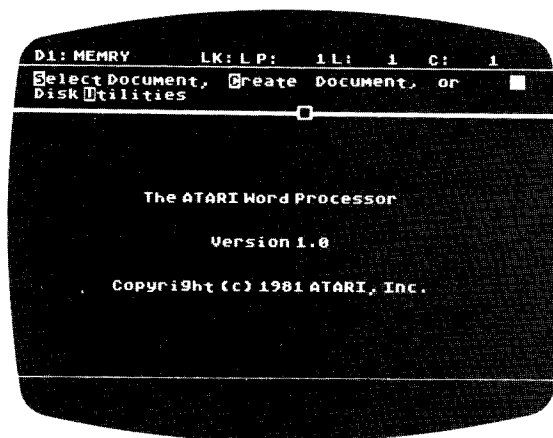 D1: MEMRY LK: L P: 1 L: 1 C: 1
Select Document, Create Document, or
Disk Utilities
The ATARI Word Processor
Version 1.0
Copyright (c) 1981 ATARI, Inc.